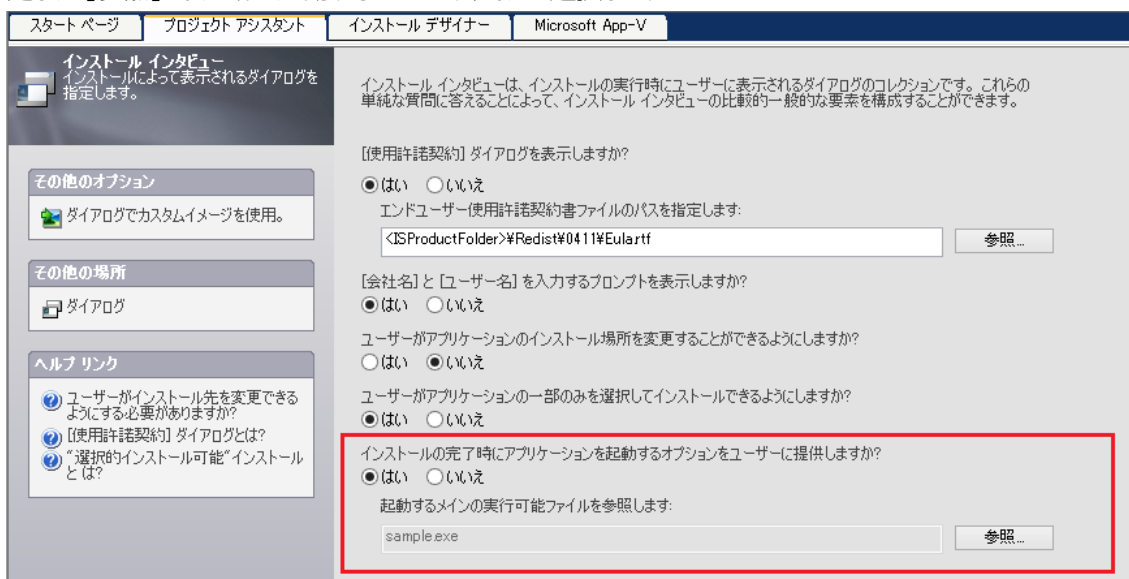 スタート ページ
プロジェクト アシスタント
インストール デザイナー
Microsoft App-V
インストール インタビュー
インストールによって表示されるダイアログを
指定します。
インストール インタビューは、インストールの実行時にユーザーに表示されるダイアログのコレクションです。これらの
単純な質問に答えることによって、インストール インタビューの比較的一般的な要素を構成することができます。
その他のオプション
ダイアログでカスタムイメージを使用。
その他の場所
ダイアログ
ヘルプ リンク
ユーザーがインストール先を変更できる
ようにする必要がありますか?
[使用許諾契約] ダイアログとは?
“選択的インストール可能“インストール
とは?
[使用許諾契約] ダイアログを表示しますか?
はい いいえ
エンドユーザー使用許諾契約書ファイルのパスを指定します:
<ISProductFolder>¥Redist¥0411¥Eula.rtf
参照...
[会社名] と [ユーザー名] を入力するプロンプトを表示しますか?
はい いいえ
ユーザーがアプリケーションのインストール場所を変更することができるようにしますか?
はい いいえ
ユーザーがアプリケーションの一部のみを選択してインストールできるようにしますか?
はい いいえ
インストールの完了時にアプリケーションを起動するオプションをユーザーに提供しますか?
はい いいえ
起動するメインの実行可能ファイルを参照します:
sample.exe
参照...